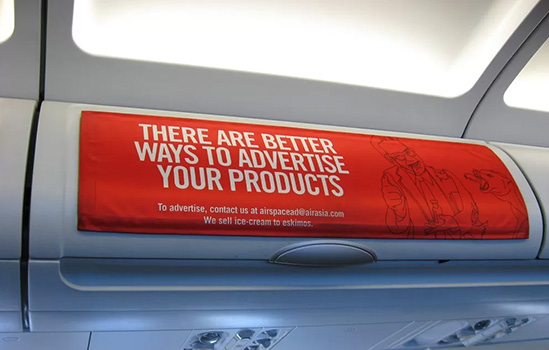 THERE ARE BETTER
WAYS TO ADVERTISE
YOUR PRODUCTS
To advertise, contact us at airspacead@airasia.com
We sell ice-cream to eskimos.